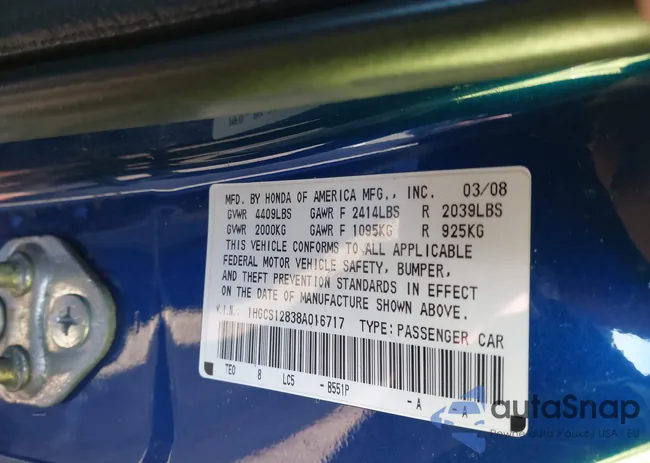 MFD. BY HONDA OF AMERICA MFG., INC. 03/08
GVWR 4409LBS GAWR F 2414LBS R 2039LBS
GVWR 2000KG GAWR F 1095KG R 925KG
THIS VEHICLE CONFORMS TO ALL APPLICABLE
FEDERAL MOTOR VEHICLE SAFETY, BUMPER,
AND THEFT PREVENTION STANDARDS IN EFFECT
ON THE DATE OF MANUFACTURE SHOWN ABOVE.
V.I.N.: 1HGCS12838A016717 TYPE: PASSENGER CAR
TEO 8 LC5 - B551P - A - A
autoSnap